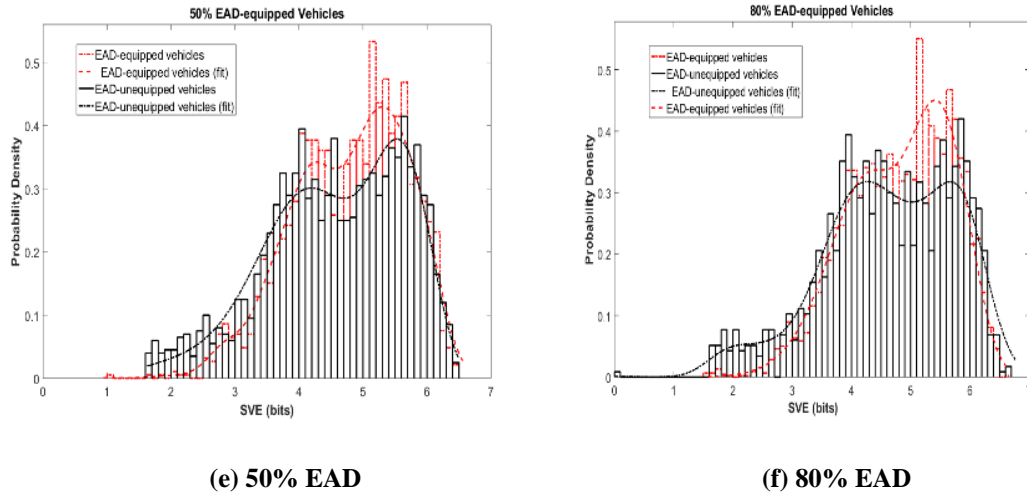 50% EAD-equipped Vehicles
EAD-equipped vehicles
EAD-equipped vehicles (fit)
EAD-unequipped vehicles
EAD-unequipped vehicles (fit)
0.5
0.4
0.3
0.2
0.1
0
0 1 2 3 4 5 6 7
Probability Density
SVE (bits)
(e) 50% EAD
80% EAD-equipped Vehicles
EAD-equipped vehicles
EAD-unequipped vehicles
EAD-unequipped vehicles (fit)
EAD-equipped vehicles (fit)
0.5
0.4
0.3
0.2
0.1
0
0 1 2 3 4 5 6
Probability Density
SVE (bits)
(f) 80% EAD